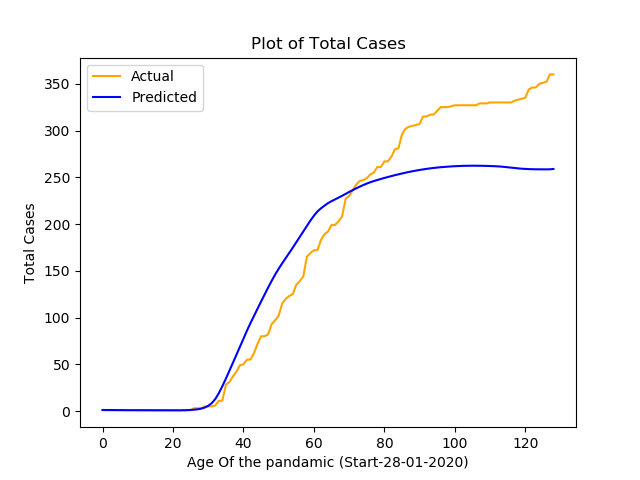 Plot of Total Cases
Actual
Predicted
350
300
250
200
150
100
50
0
Total Cases
0 20 40 60 80 100 120
Age Of the pandamic (Start-28-01-2020)